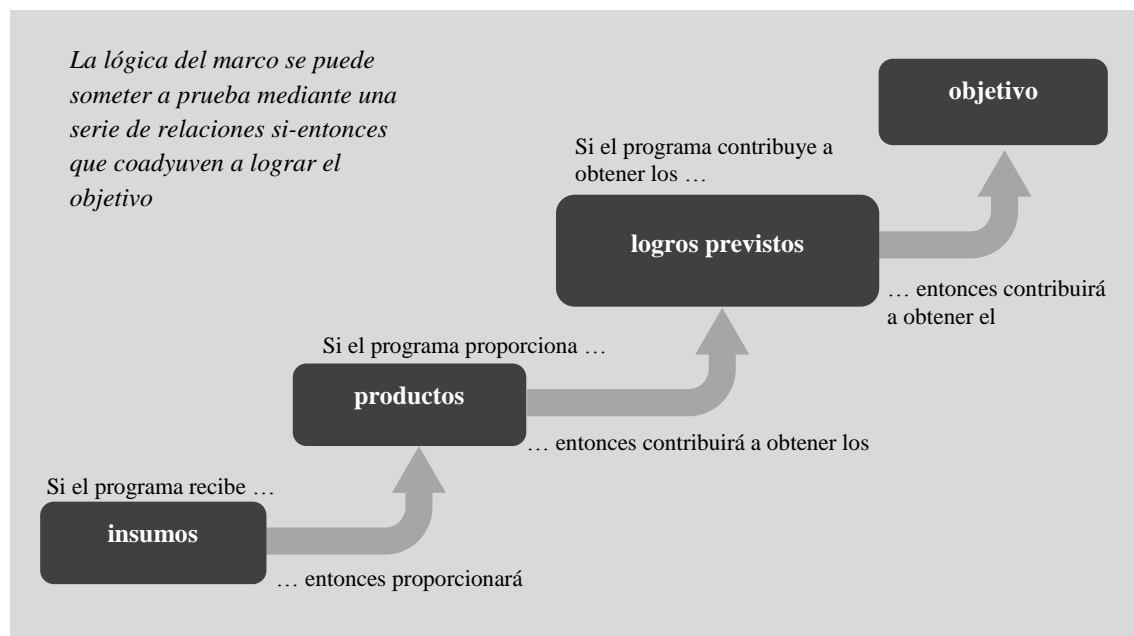 La lógica del marco se puede
someter a prueba mediante una
serie de relaciones si-entonces
que coadyuven a lograr el
objetivo
objetivo
Si el programa contribuye a
obtener los …
logros previstos
… entonces contribuirá
a obtener el
Si el programa proporciona …
productos
… entonces contribuirá a obtener los
Si el programa recibe …
insumos
… entonces proporcionará